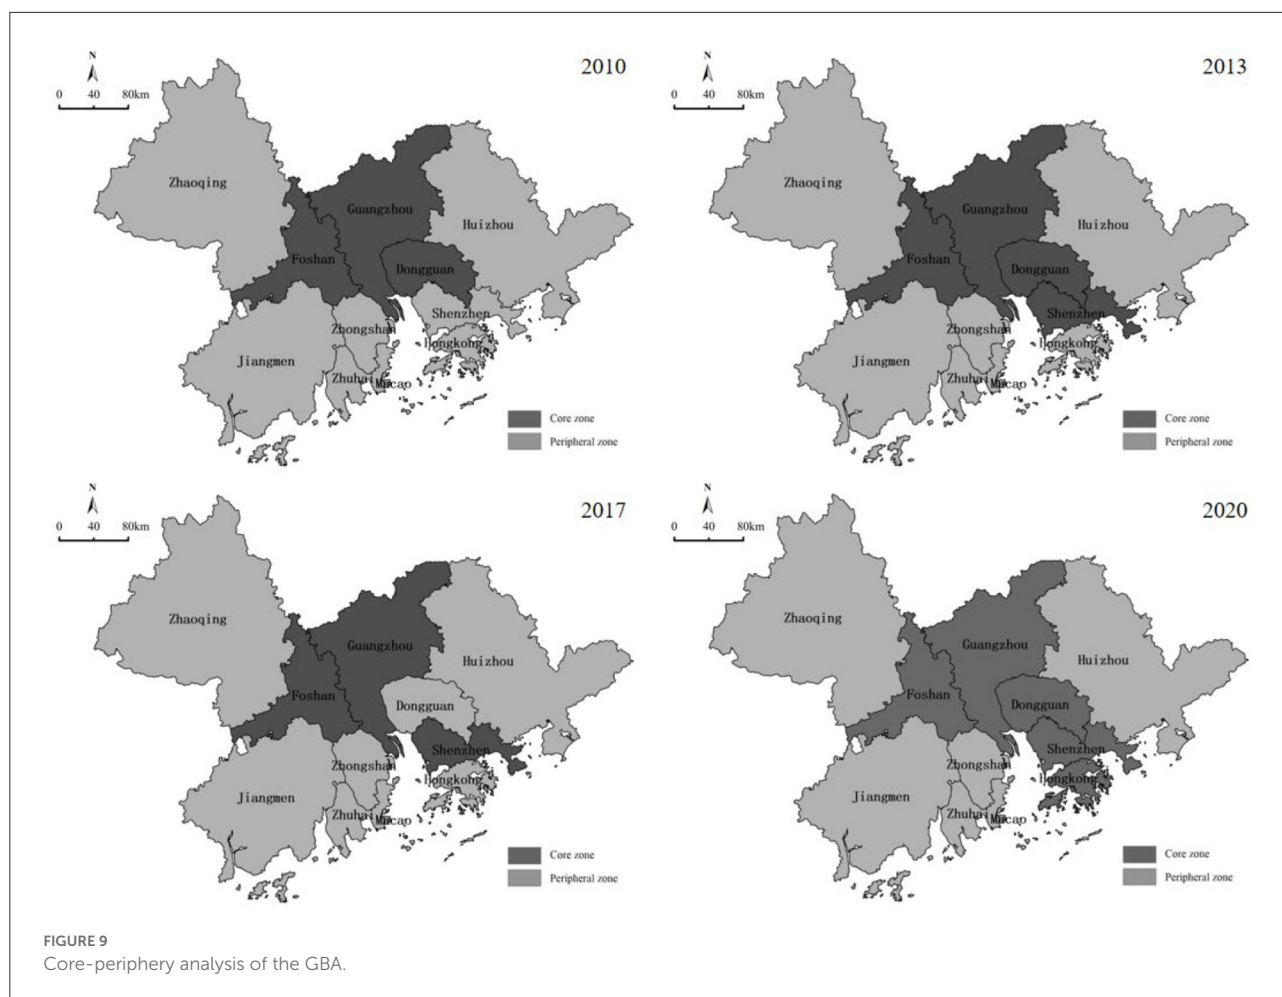 N
2010
0 40 80km
Zhaoqing
Guangzhou
Huizhou
Foshan
Dongguan
Shenzhen
Zhongshan
Hongkong
Jiangmen
Zhuhai
Macao
Core zone
Peripheral zone
N
2013
0 40 80km
Zhaoqing
Guangzhou
Huizhou
Foshan
Dongguan
Shenzhen
Zhongshan
Hongkong
Jiangmen
Zhuhai
Macao
Core zone
Peripheral zone
N
2017
0 40 80km
Zhaoqing
Guangzhou
Huizhou
Foshan
Dongguan
Shenzhen
Zhongshan
Hongkong
Jiangmen
Zhuhai
Macao
Core zone
Peripheral zone
N
2020
0 40 80km
Zhaoqing
Guangzhou
Huizhou
Foshan
Dongguan
Shenzhen
Zhongshan
Hongkong
Jiangmen
Zhuhai
Macao
Core zone
Peripheral zone
FIGURE 9
Core-periphery analysis of the GBA.